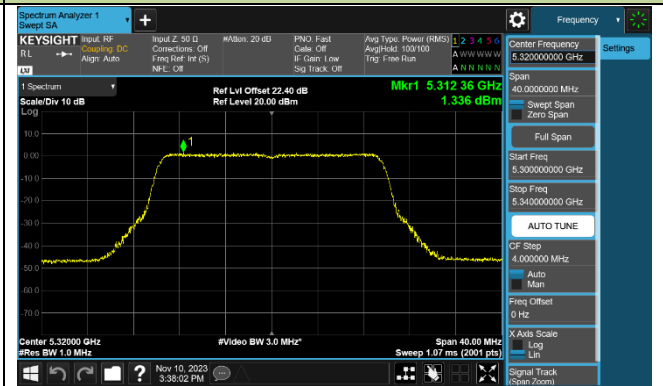 Spectrum Analyzer 1
Swept SA
+
Frequency
KEYSIGHT
RL
LXI
Input: RF
Coupling: DC
Align: Auto
Input Z: 50 Ω
Corrections: Off
Freq Ref: Int (S)
NFE: Off
#Atten: 20 dB
PNO: Fast
Gate: Off
IF Gain: Low
Sig Track: Off
Avg Type: Power (RMS)
Avg|Hold: 100/100
Trig: Free Run
1 2 3 4 5 6
A W W W W W
A N N N N N
1 Spectrum
Scale/Div 10 dB
Log
Ref Lvl Offset 22.40 dB
Ref Level 20.00 dBm
Mkr1 5.312 36 GHz
1.336 dBm
10.0
0.00
-10.0
-20.0
-30.0
-40.0
-50.0
-60.0
-70.0
1
Center 5.32000 GHz
#Res BW 1.0 MHz
#Video BW 3.0 MHz*
Span 40.00 MHz
Sweep 1.07 ms (2001 pts)
Center Frequency
5.320000000 GHz
Settings
Span
40.0000000 MHz
Swept Span
Zero Span
Full Span
Start Freq
5.300000000 GHz
Stop Freq
5.340000000 GHz
AUTO TUNE
CF Step
4.000000 MHz
Auto
Man
Freq Offset
0 Hz
X Axis Scale
Log
Lin
Signal Track
(Span Zoom)
?
Nov 10, 2023
3:38:02 PM